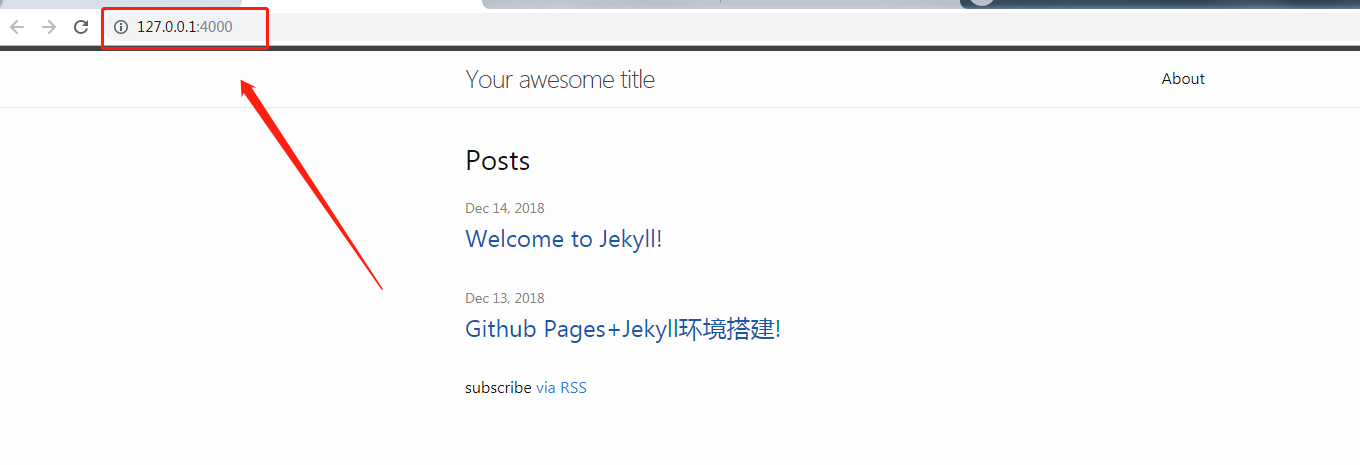 127.0.0.1:4000
Your awesome title
About
Posts
Dec 14, 2018
Welcome to Jekyll!
Dec 13, 2018
Github Pages+Jekyll环境搭建!
subscribe via RSS